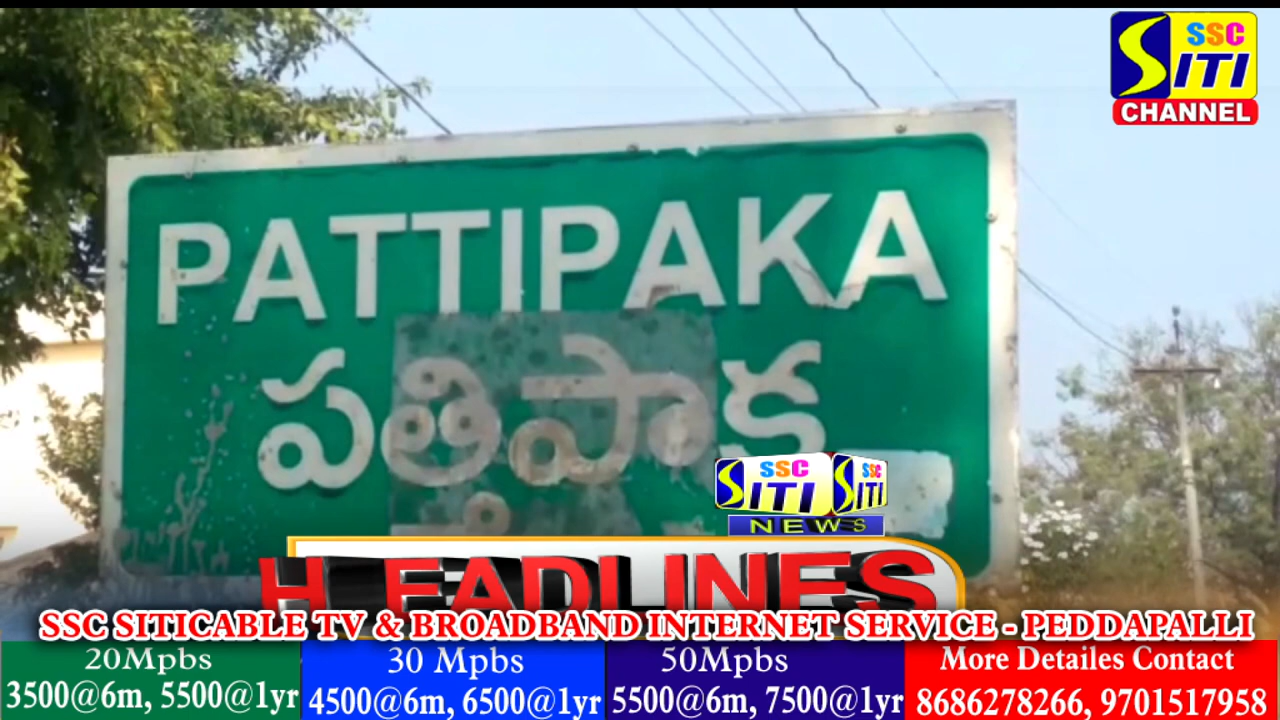 SSC
SITI
CHANNEL
PATTIPAKA
పత్తిపాక
SSC
SITI
SSC
SITI
NEWS
HEADLINES
SSC SITICABLE TV & BROADBAND INTERNET SERVICE - PEDDAPALLI
20Mpbs
3500@6m, 5500@1yr
30 Mpbs
4500@6m, 6500@1yr
50Mpbs
5500@6m, 7500@1yr
More Detailes Contact
8686278266, 9701517958